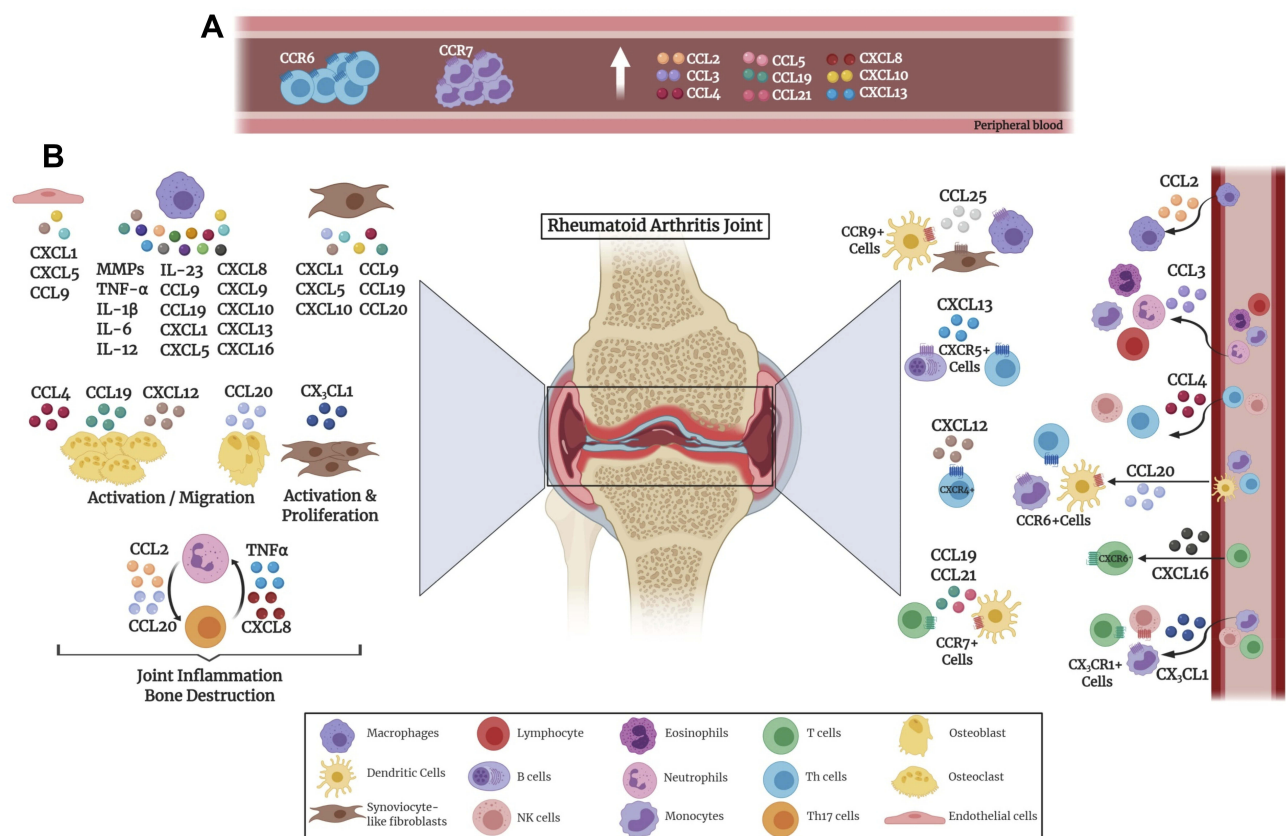 A
CCR6
CCR7
CCL2
CCL3
CCL4
CCL5
CCL19
CCL21
CXCL8
CXCL10
CXCL13
Peripheral blood
B
CXCL1
CXCL5
CCL9
MMPs
TNF-α
IL-1β
IL-6
IL-12
IL-23
CCL9
CCL19
CXCL1
CXCL5
CXCL8
CXCL9
CXCL10
CXCL13
CXCL16
CXCL1
CXCL5
CXCL10
CCL9
CCL19
CCL20
CCL4
CCL19
CXCL12
CCL20
CX₃CL1
Activation / Migration
Activation &
Proliferation
CCL2
CCL20
TNFα
CXCL8
Joint Inflammation
Bone Destruction
Rheumatoid Arthritis Joint
CCL25
CCR9+
Cells
CXCL13
CXCR5+
Cells
CXCL12
CXCR4+
CCL19
CCL21
CCR7+
Cells
CCL2
CCL3
CCL4
CCL20
CCR6+Cells
CXCR6+
CXCL16
CX₃CR1+
Cells
CX₃CL1
Macrophages
Lymphocyte
Eosinophils
T cells
Osteoblast
Dendritic Cells
B cells
Neutrophils
Th cells
Osteoclast
Synoviocyte-
like fibroblasts
NK cells
Monocytes
Th17 cells
Endothelial cells